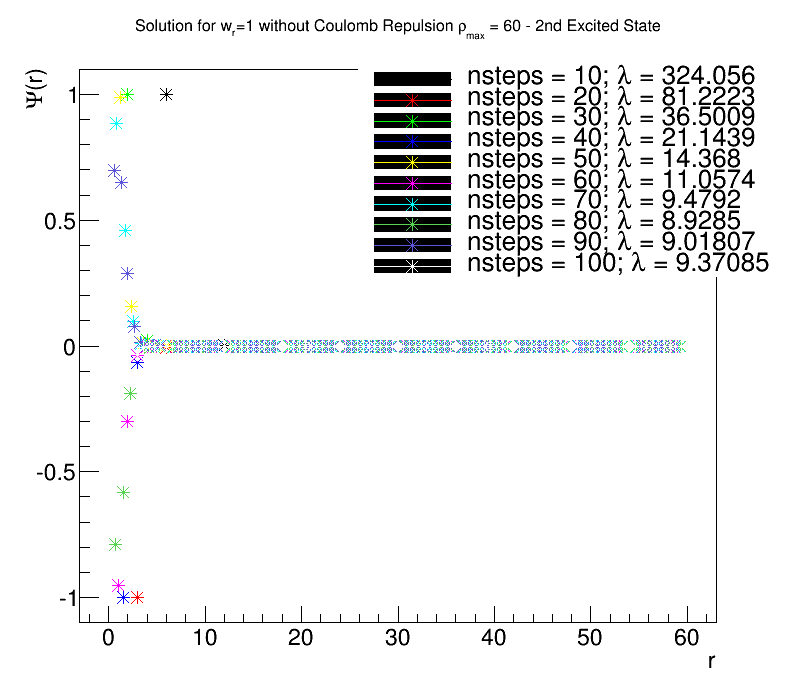 Solution for wr=1 without Coulomb Repulsion ρmax = 60 - 2nd Excited State
Ψ(r)
nsteps = 10; λ = 324.056
nsteps = 20; λ = 81.2223
nsteps = 30; λ = 36.5009
nsteps = 40; λ = 21.1439
nsteps = 50; λ = 14.368
nsteps = 60; λ = 11.0574
nsteps = 70; λ = 9.4792
nsteps = 80; λ = 8.9285
nsteps = 90; λ = 9.01807
nsteps = 100; λ = 9.37085
1
0.5
0
-0.5
-1
0 10 20 30 40 50 60
r